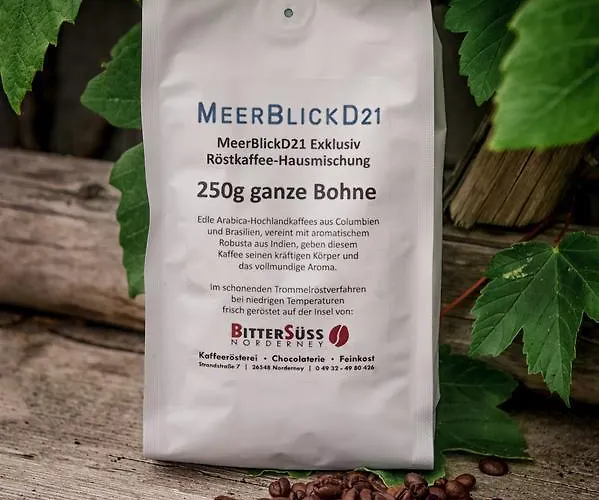 MEERBLICKD21
MeerBlickD21 Exklusiv
Röstkaffee-Hausmischung
250g ganze Bohne
Edle Arabica-Hochlandkaffees aus Columbien
und Brasilien, vereint mit aromatischem
Robusta aus Indien, geben diesem
Kaffee seinen kräftigen Körper und
das vollmundige Aroma.
Im schonenden Trommelröstverfahren
bei niedrigen Temperaturen
frisch geröstet auf der Insel von:
BITTERSÜSS
NORDERNEY
Kaffeerösterei • Chocolaterie • Feinkost
Strandstraße 7 | 26548 Norderney | 0 49 32 - 49 80 426